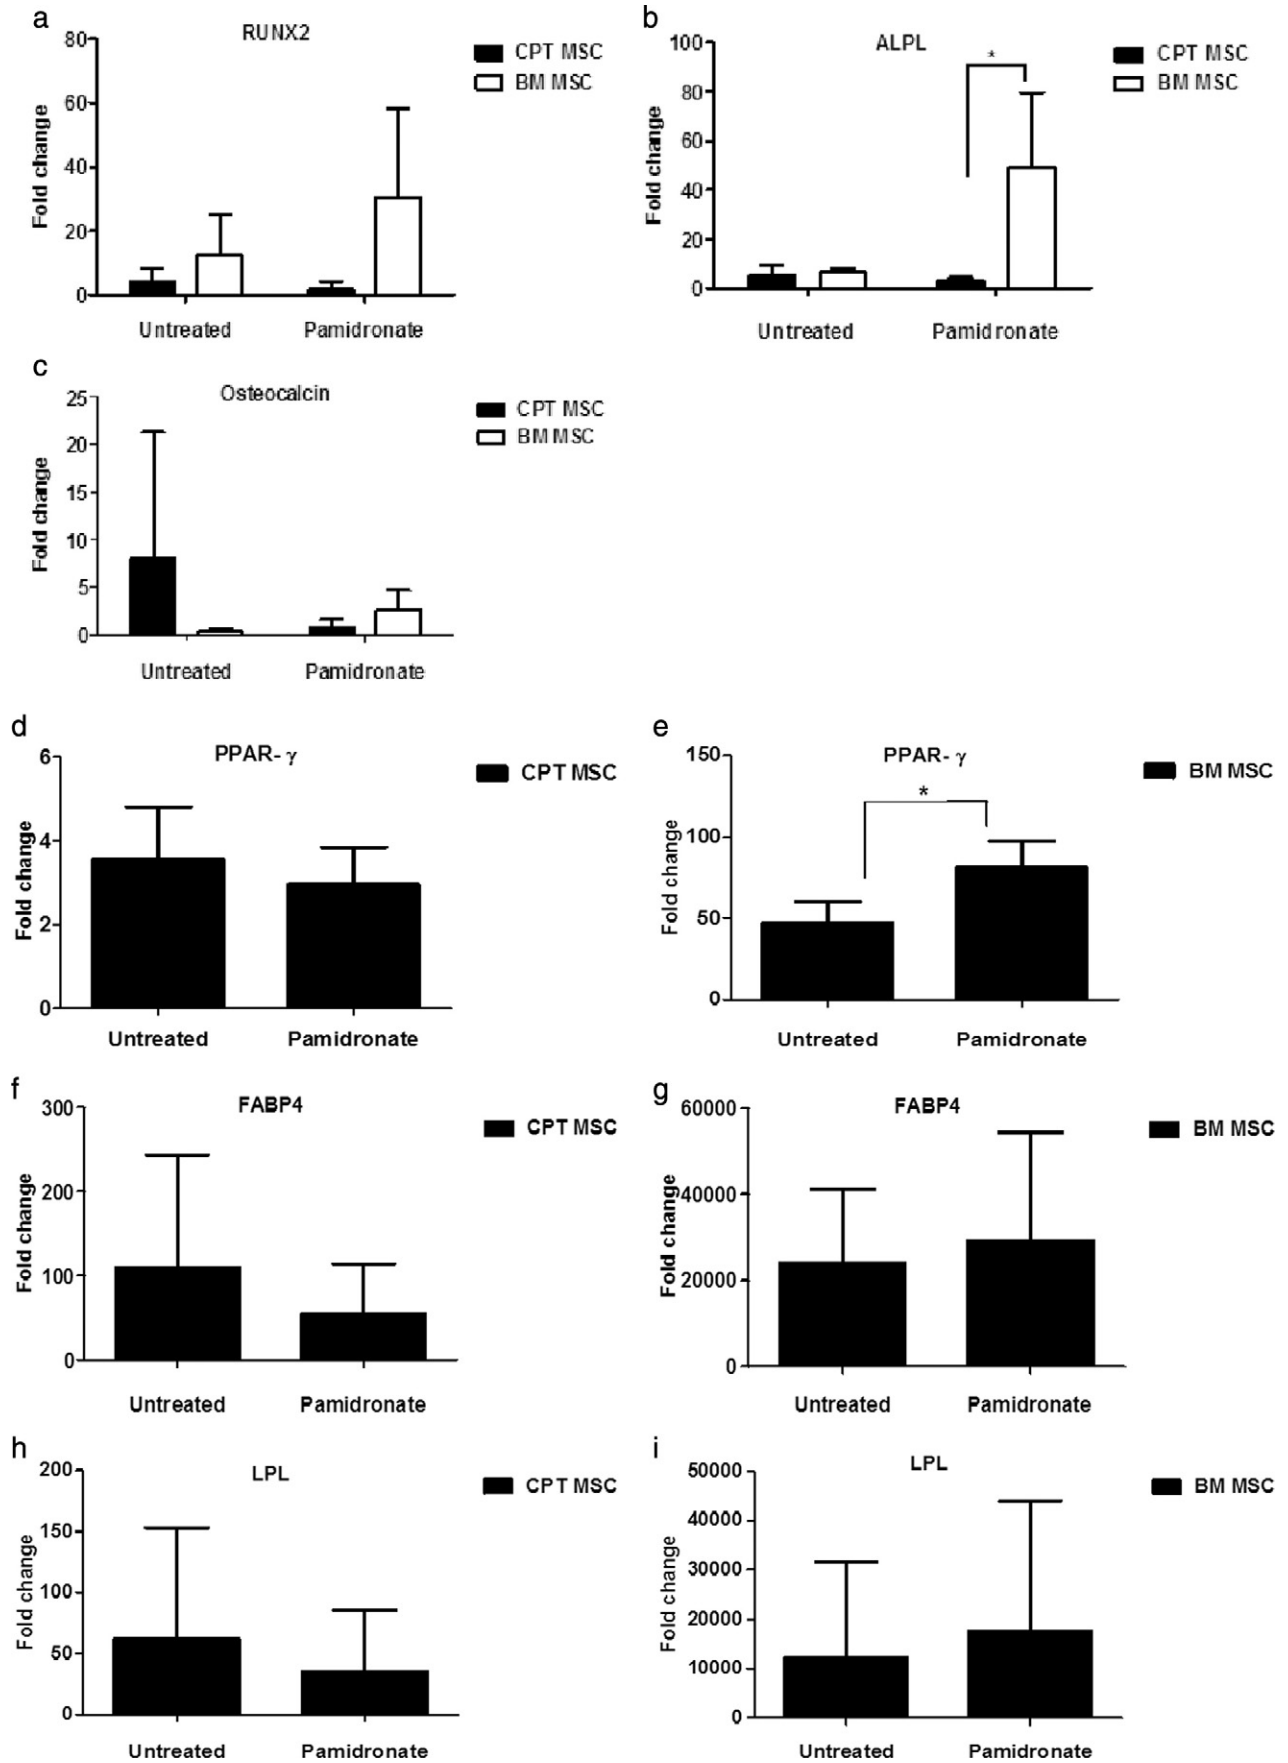 a
RUNX2
80
60
40
20
0
Fold change
CPT MSC
BM MSC
Untreated
Pamidronate
b
ALPL
100
80
60
40
20
0
Fold change
*
CPT MSC
BM MSC
Untreated
Pamidronate
c
Osteocalcin
25
20
15
10
5
0
Fold change
CPT MSC
BM MSC
Untreated
Pamidronate
d
PPAR- γ
6
4
2
0
Fold change
CPT MSC
Untreated
Pamidronate
e
PPAR- γ
150
100
50
0
Fold change
*
BM MSC
Untreated
Pamidronate
f
FABP4
300
200
100
0
Fold change
CPT MSC
Untreated
Pamidronate
g
FABP4
60000
40000
20000
0
Fold change
BM MSC
Untreated
Pamidronate
h
LPL
200
150
100
50
0
Fold change
CPT MSC
Untreated
Pamidronate
i
LPL
50000
40000
30000
20000
10000
0
Fold change
BM MSC
Untreated
Pamidronate